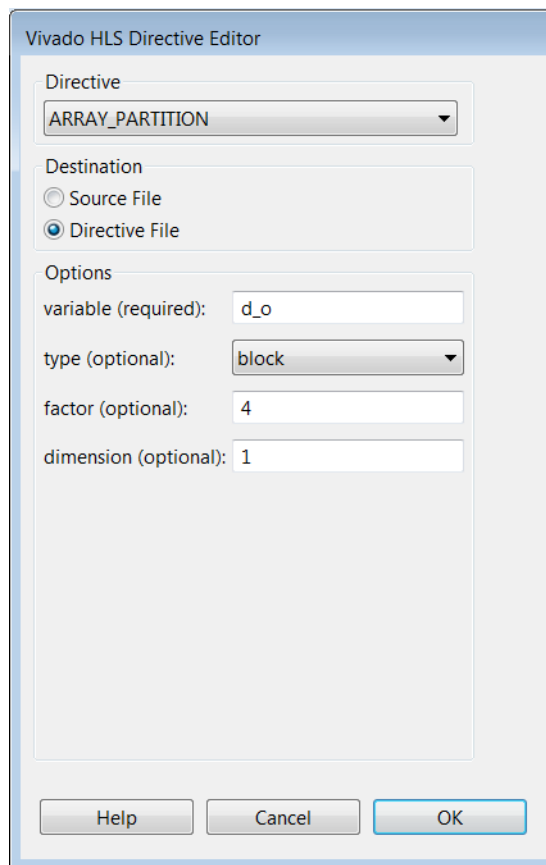 Vivado HLS Directive Editor
Directive
ARRAY_PARTITION
Destination
Source File
Directive File
Options
variable (required): d_o
type (optional): block
factor (optional): 4
dimension (optional): 1
Help Cancel OK